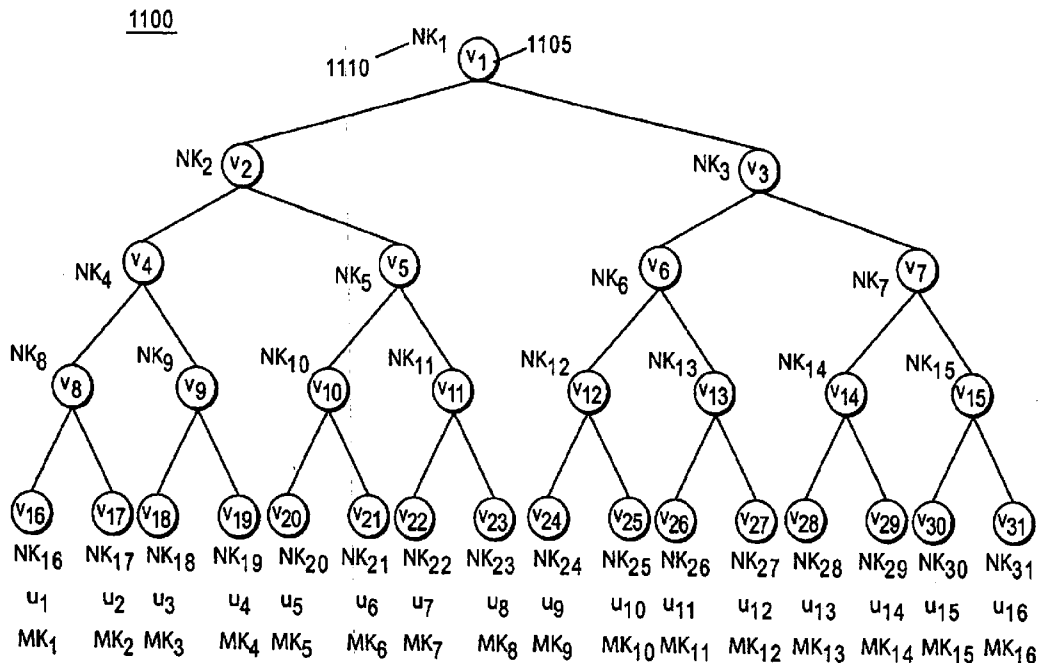 1100
NK1 v1 1105
1110
NK2 v2 NK3 v3
NK4 v4 NK5 v5 NK6 v6 NK7 v7
NK8 v8 NK9 v9 NK10 v10 NK11 v11 NK12 v12 NK13 v13 NK14 v14 NK15 v15
v16 v17 v18 v19 v20 v21 v22 v23 v24 v25 v26 v27 v28 v29 v30 v31
NK16 NK17 NK18 NK19 NK20 NK21 NK22 NK23 NK24 NK25 NK26 NK27 NK28 NK29 NK30 NK31
u1 u2 u3 u4 u5 u6 u7 u8 u9 u10 u11 u12 u13 u14 u15 u16
MK1 MK2 MK3 MK4 MK5 MK6 MK7 MK8 MK9 MK10 MK11 MK12 MK13 MK14 MK15 MK16